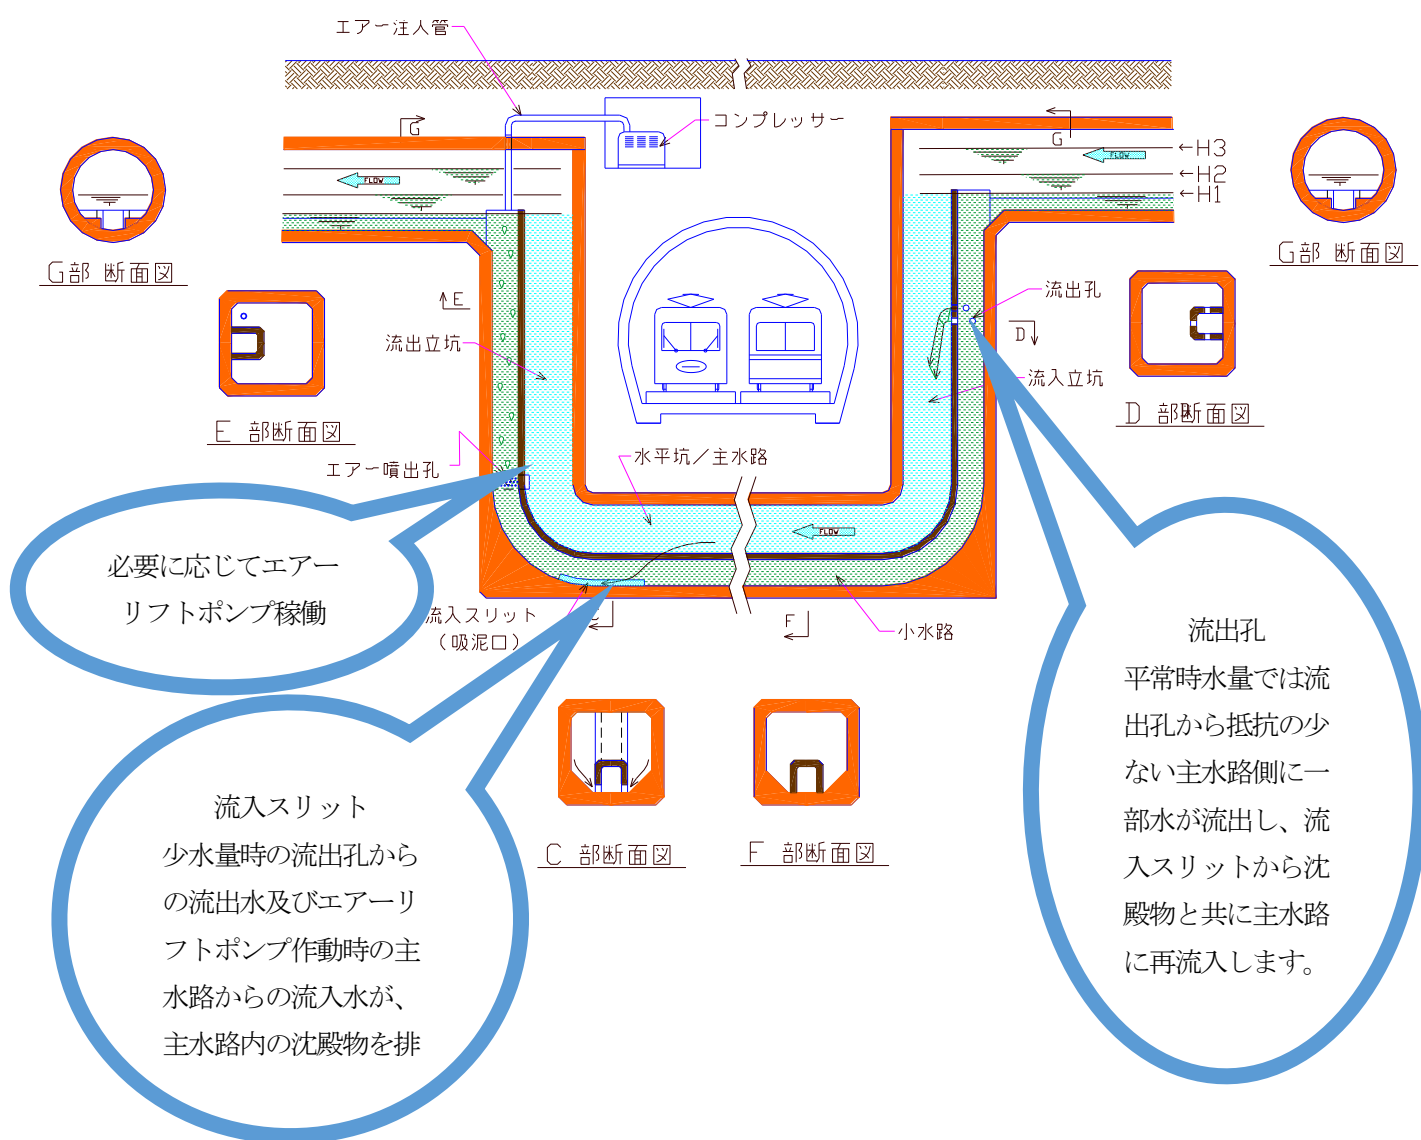 エアー注入管
コンプレッサー
G
G
FLOW
FLOW
←H3
←H2
←H1
G部 断面図
G部 断面図
E
流出孔
D
流出立坑
流入立坑
E 部断面図
D 部断面図
エアー噴出孔
水平坑／主水路
FLOW
必要に応じてエアー
リフトポンプ稼働
流入スリット
（吸泥口）
F
小水路
流出孔
平常時水量では流
出孔から抵抗の少
ない主水路側に一
部水が流出し、流
入スリットから沈
殿物と共に主水路
に再流入します。
流入スリット
少水量時の流出孔から
の流出水及びエアーリ
フトポンプ作動時の主
水路からの流入水が、
主水路内の沈殿物を排
C 部断面図
F 部断面図